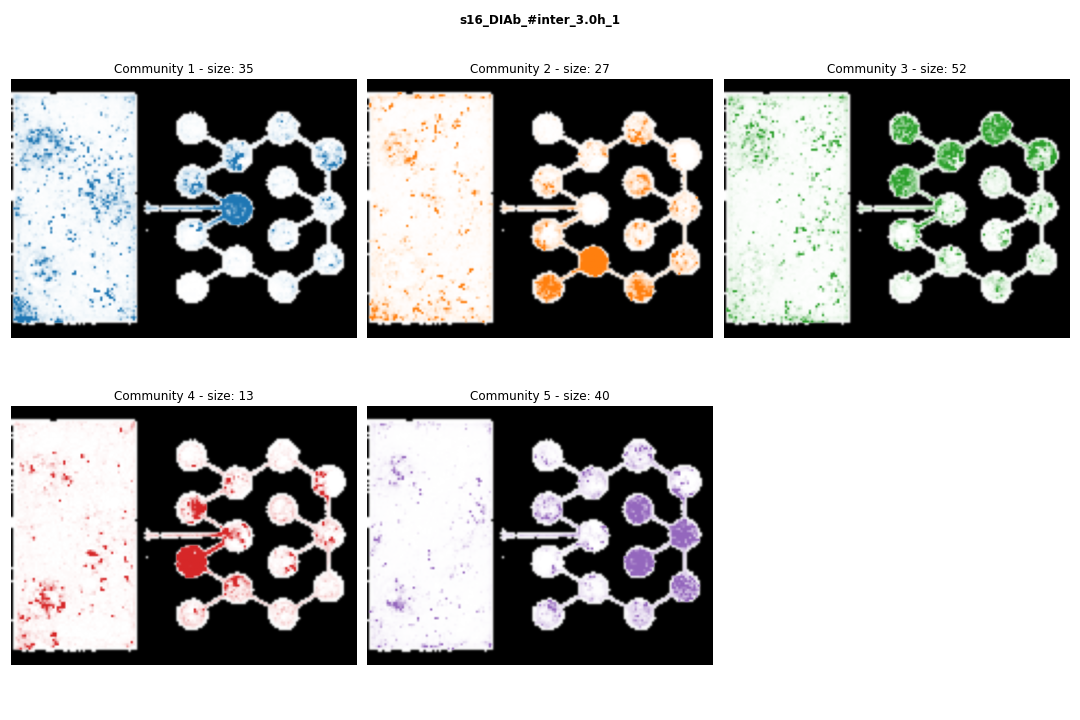 s16_DIAb_#inter_3.0h_1
Community 1 - size: 35
Community 2 - size: 27
Community 3 - size: 52
Community 4 - size: 13
Community 5 - size: 40